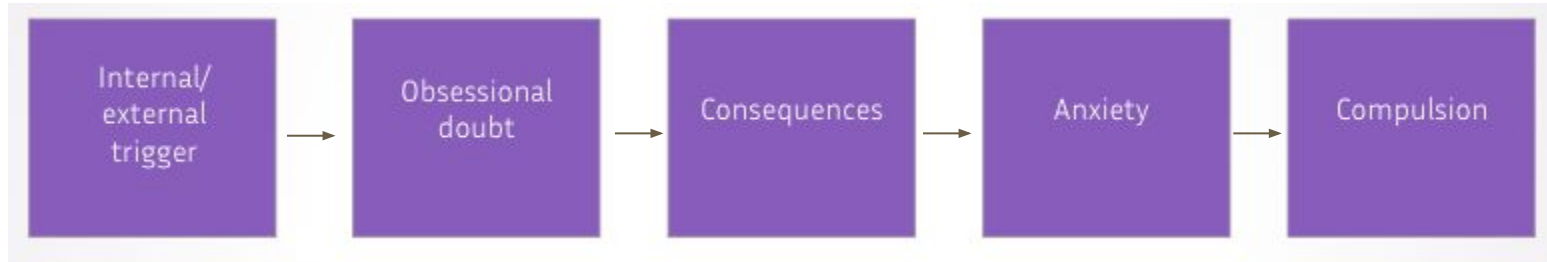 Internal/
external
trigger
Obsessional
doubt
Consequences
Anxiety
Compulsion